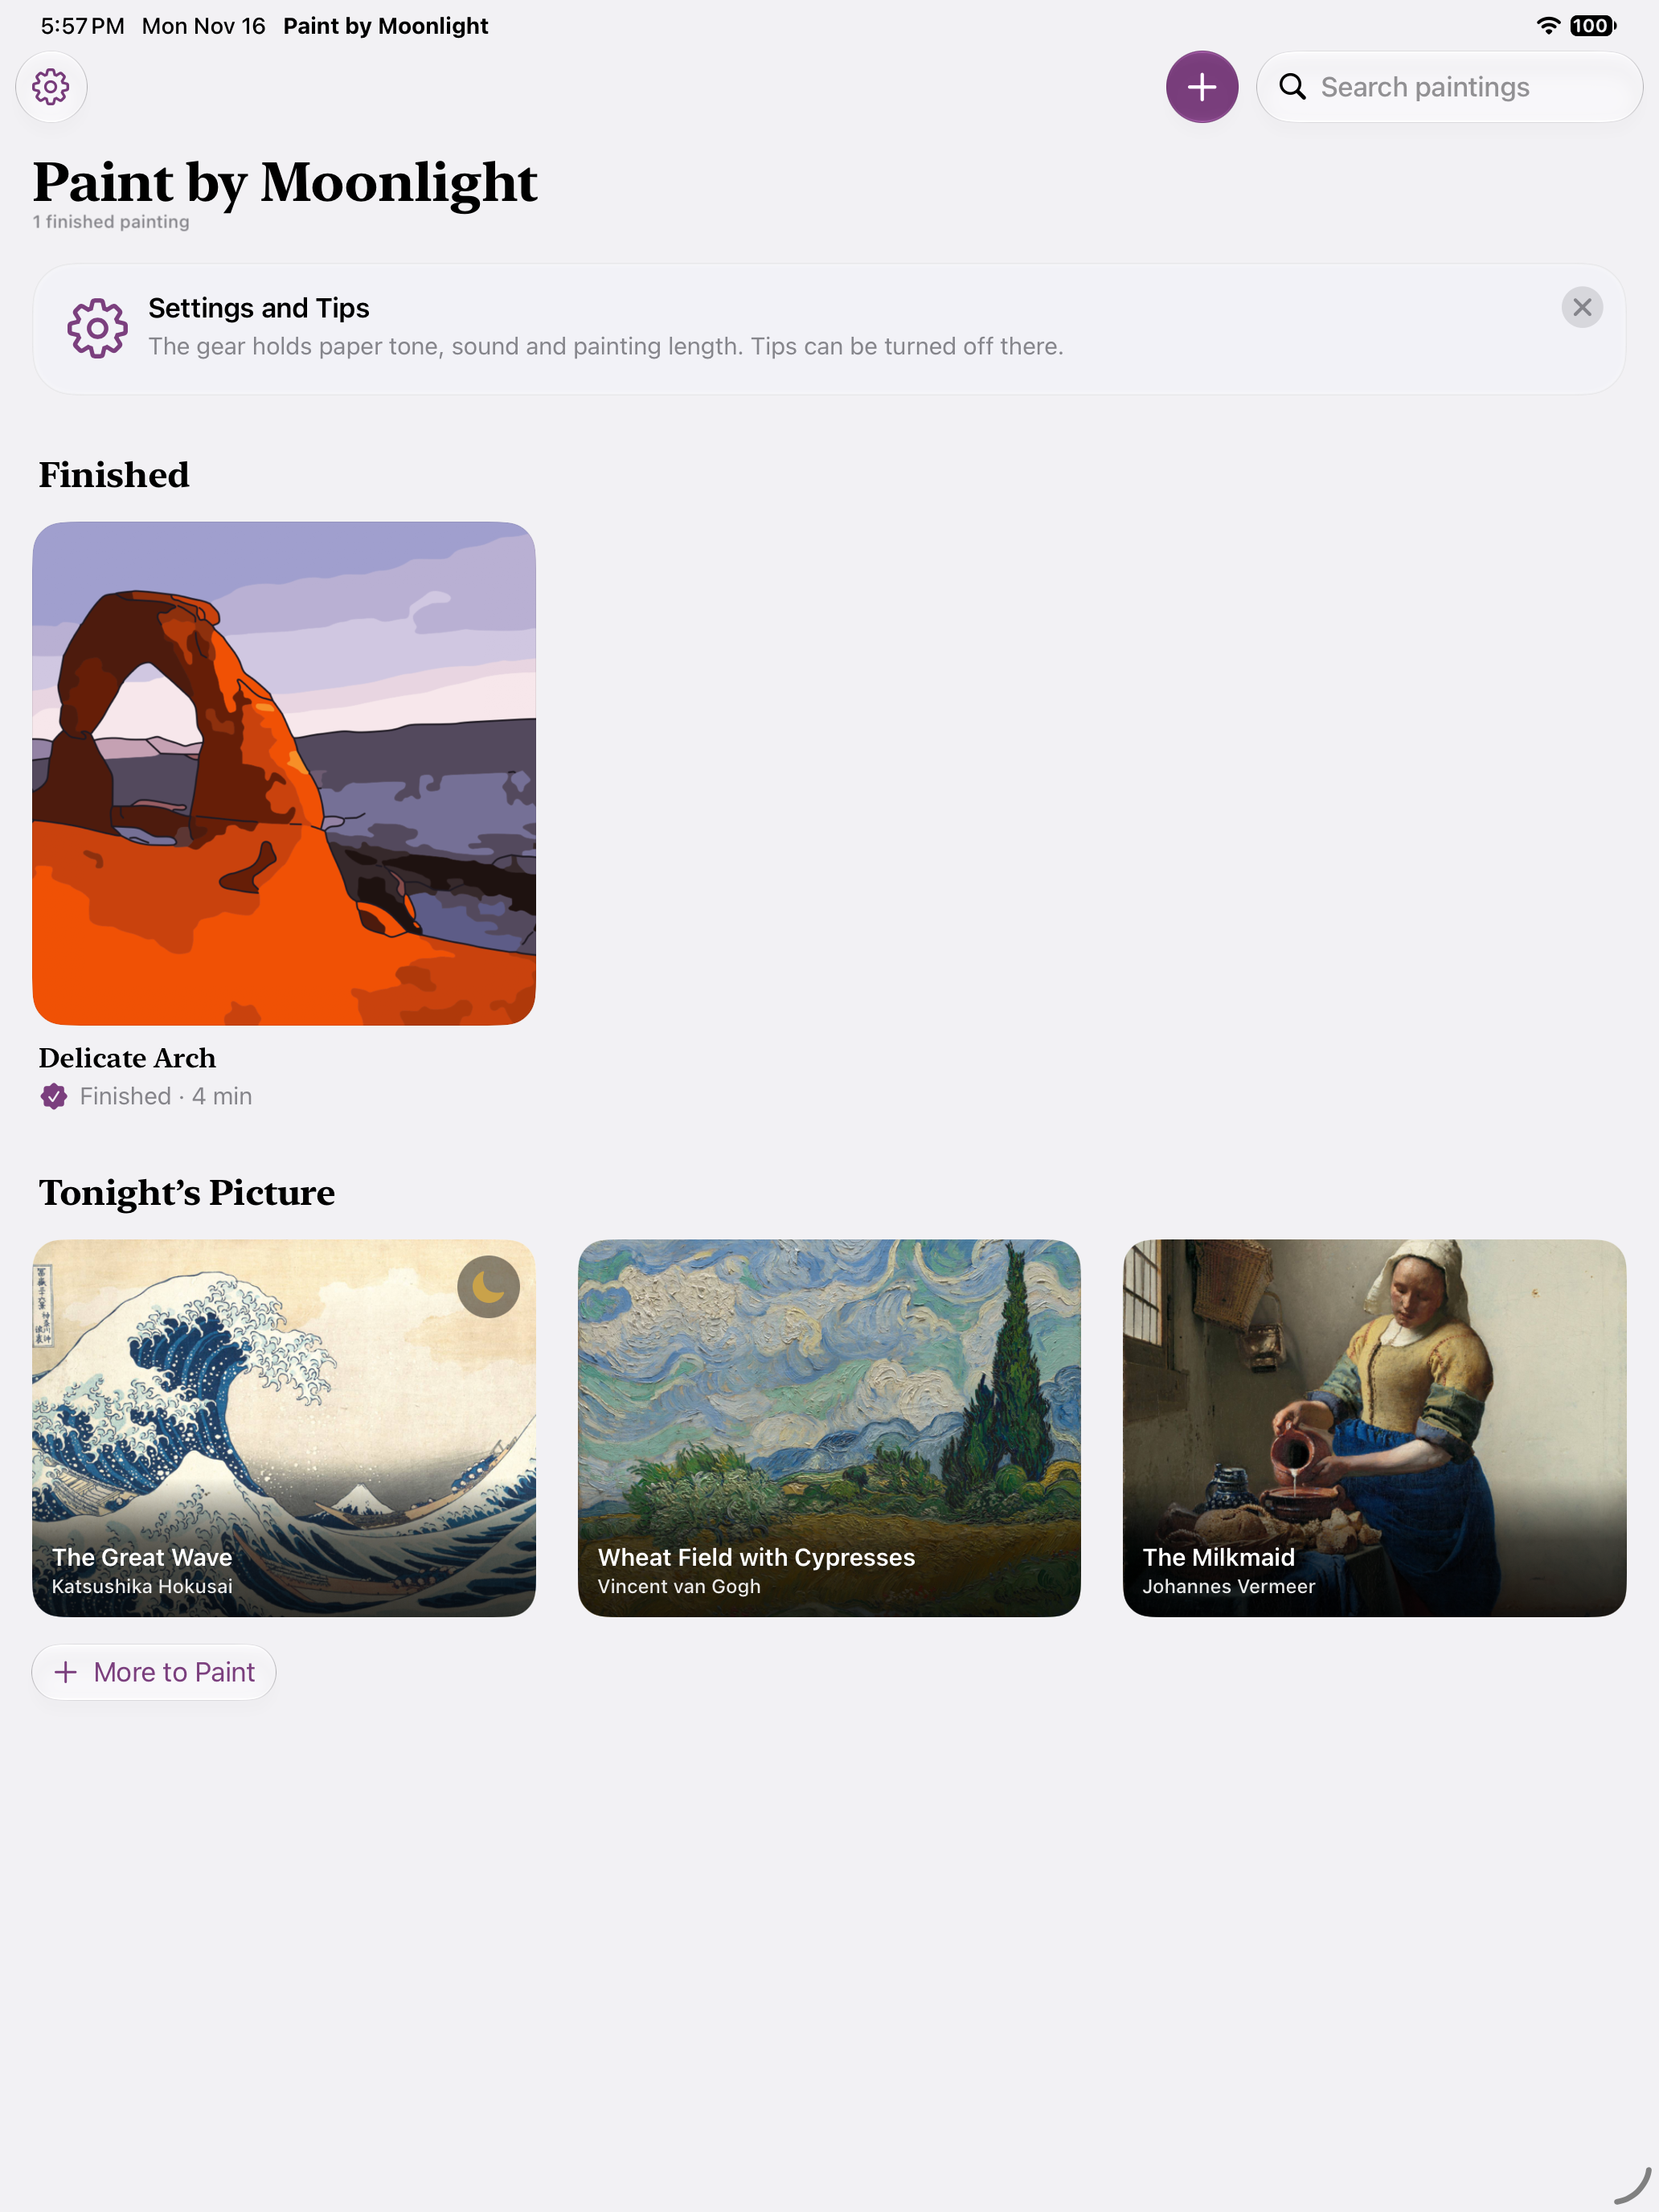 5:57 PM Mon Nov 16 Paint by Moonlight
100
Search paintings
Paint by Moonlight
1 finished painting
Settings and Tips
The gear holds paper tone, sound and painting length. Tips can be turned off there.
Finished
Delicate Arch
Finished · 4 min
Tonight’s Picture
The Great Wave
Katsushika Hokusai
Wheat Field with Cypresses
Vincent van Gogh
The Milkmaid
Johannes Vermeer
More to Paint